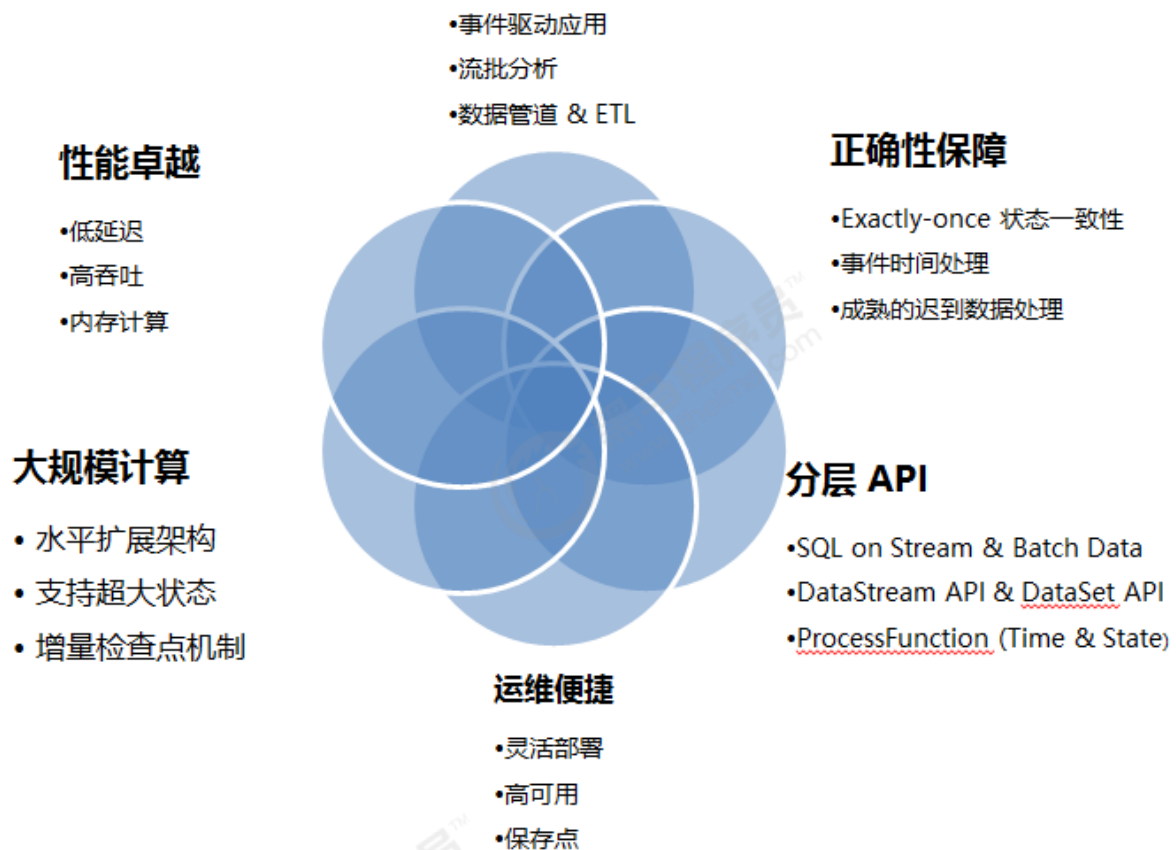 •事件驱动应用
•流批分析
•数据管道 & ETL
性能卓越
•低延迟
•高吞吐
•内存计算
正确性保障
•Exactly-once 状态一致性
•事件时间处理
•成熟的迟到数据处理
大规模计算
• 水平扩展架构
• 支持超大状态
• 增量检查点机制
分层 API
•SQL on Stream & Batch Data
•DataStream API & DataSet API
•ProcessFunction (Time & State)
运维便捷
•灵活部署
•高可用
•保存点